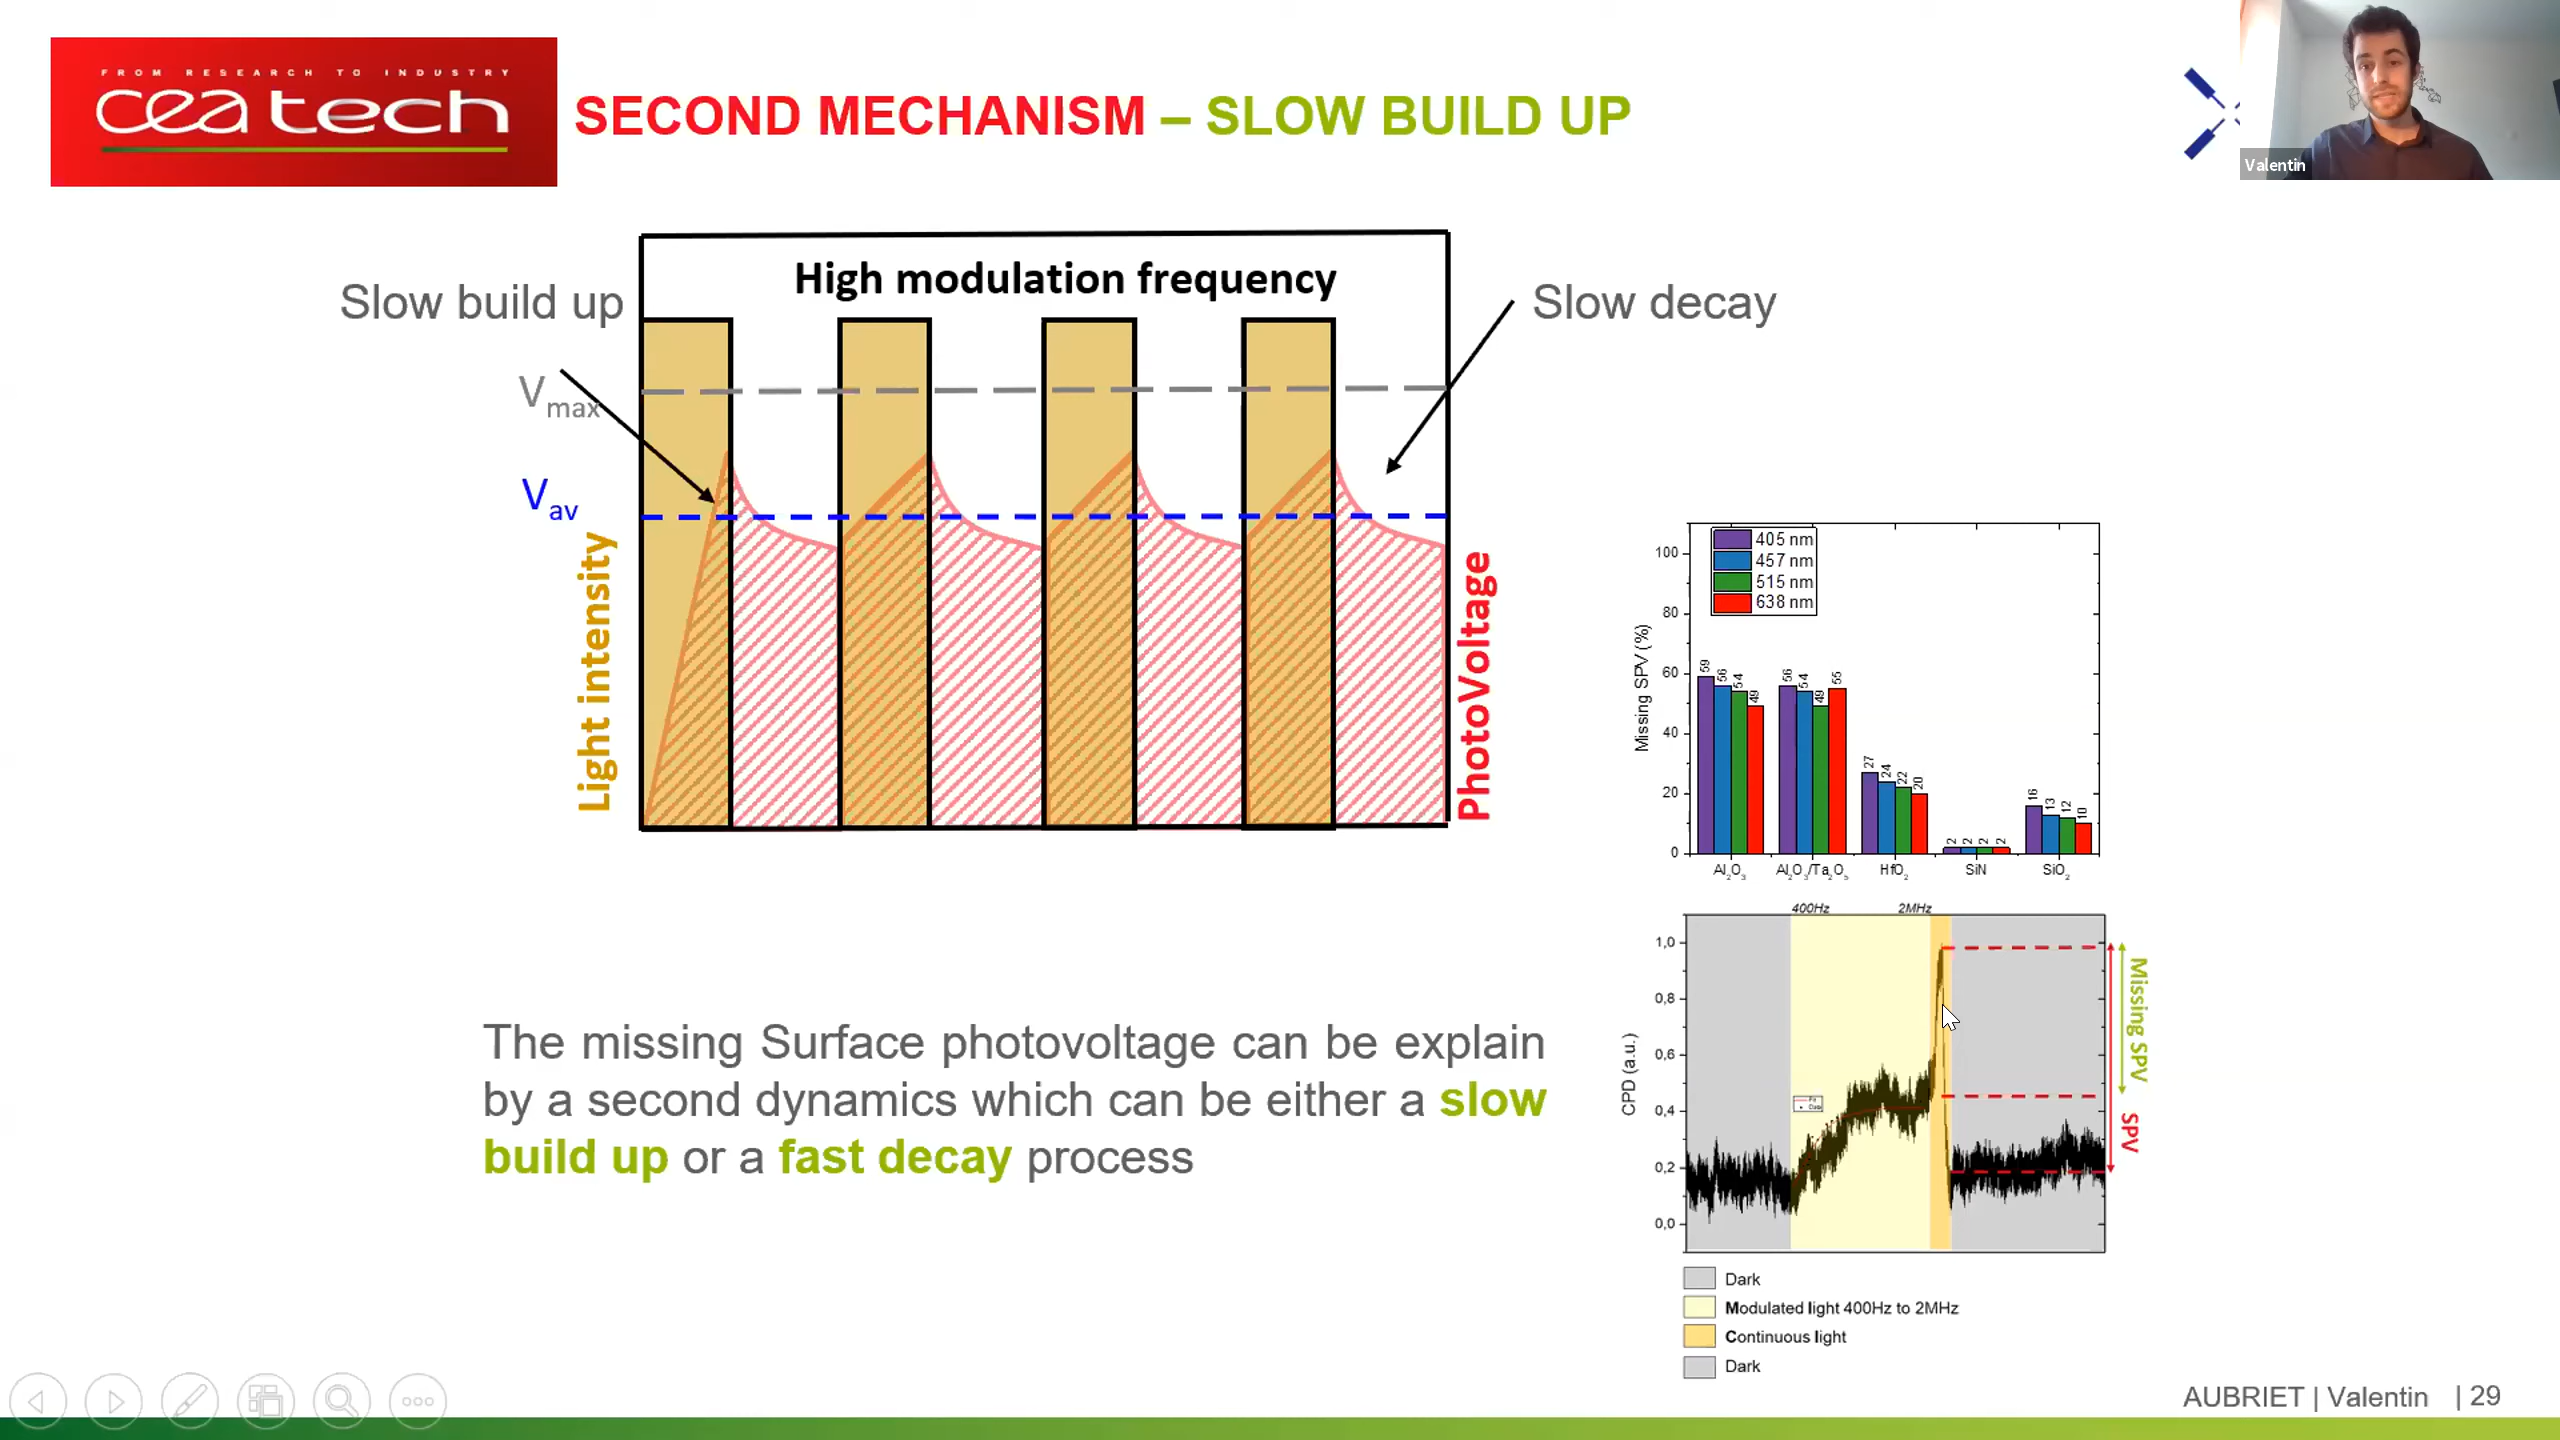 FROM RESEARCH TO INDUSTRY
cea tech
SECOND MECHANISM – SLOW BUILD UP
Valentin
High modulation frequency
Slow build up
Slow decay
Vmax
Vav
Light intensity
PhotoVoltage
405 nm
457 nm
515 nm
638 nm
Missing SPV (%)
100
80
60
40
20
0
59 56 54 49
56 54 49 55
27 24 22 20
2 2 2 2
16 13 12 10
Al2O3 Al2O3/Ta2O5 HfO2 SiN SiO2
400Hz 2MHz
CPD (a.u.)
1,0
0,8
0,6
0,4
0,2
0,0
Fit
Data
Missing SPV
SPV
Dark
Modulated light 400Hz to 2MHz
Continuous light
Dark
The missing Surface photovoltage can be explain
by a second dynamics which can be either a slow
build up or a fast decay process
AUBRIET | Valentin | 29